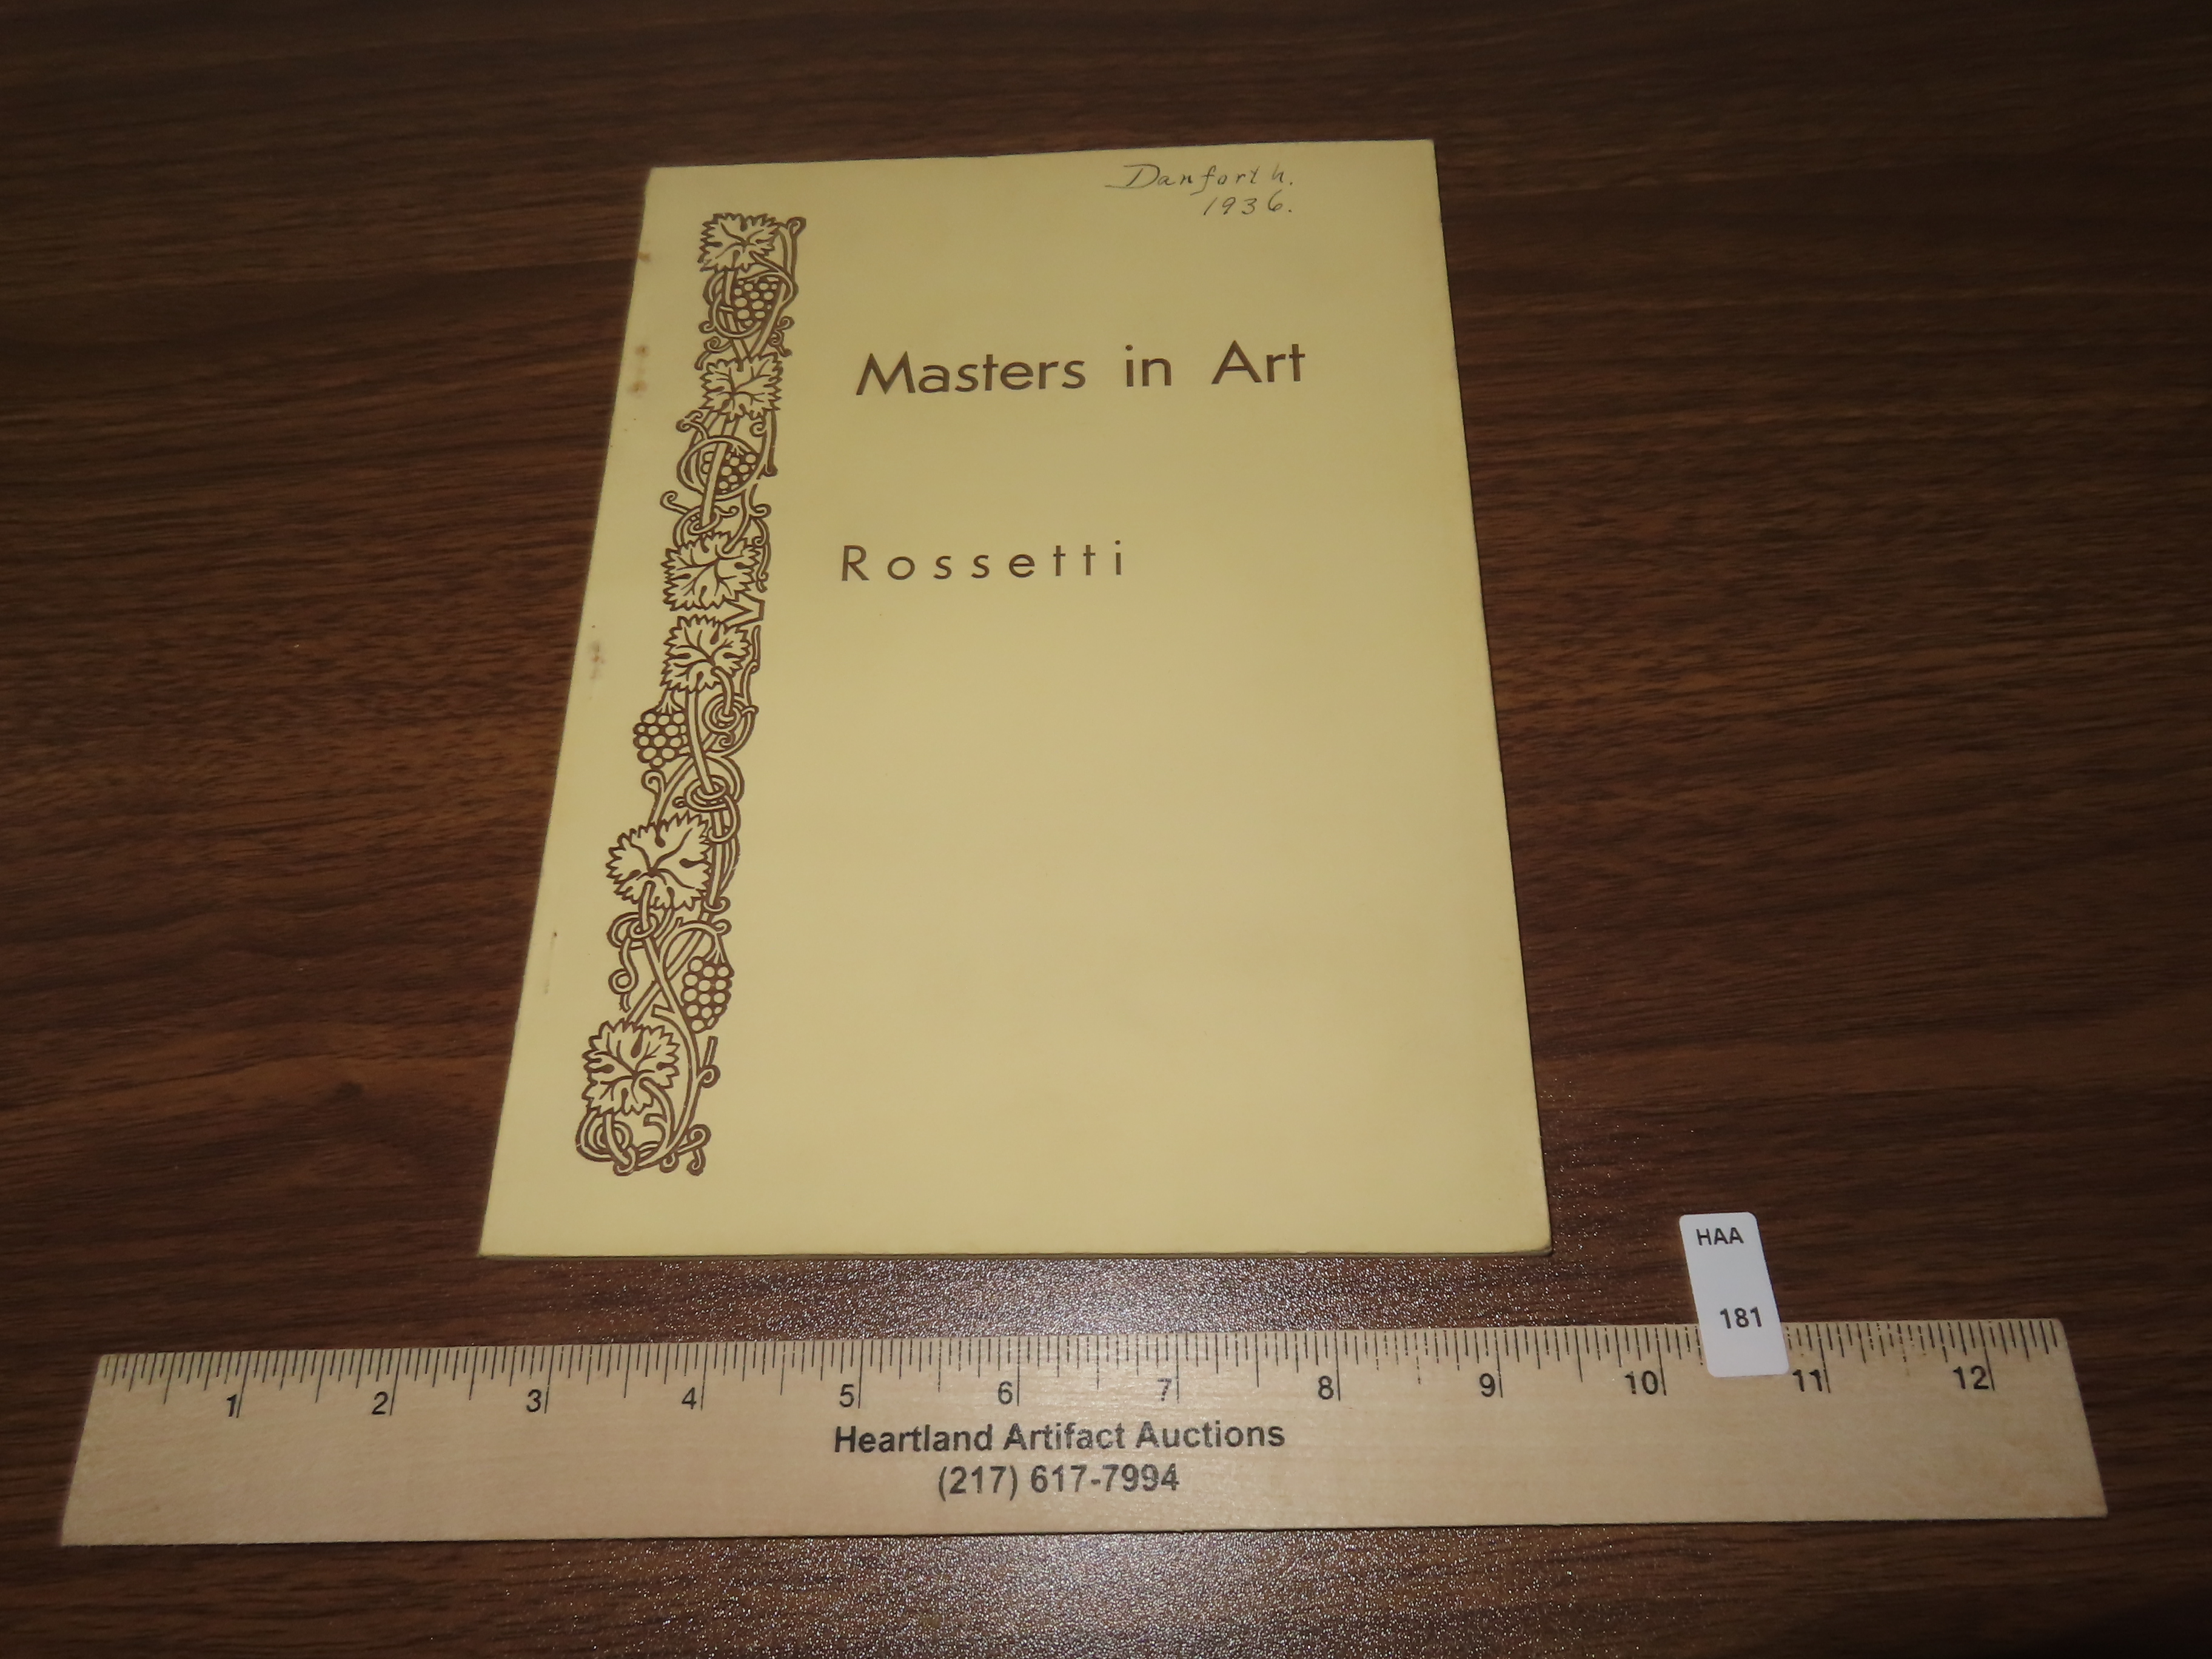 Danforth.
1936.
Masters in Art
Rossetti
HAA
181
1 2 3 4 5 6 7 8 9 10 11 12
Heartland Artifact Auctions
(217) 617-7994